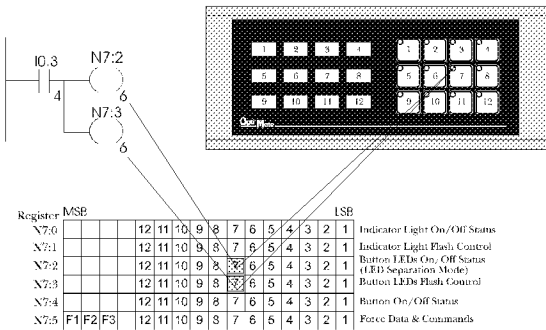 I0.3
4
N7:2
6
N7:3
6
1 2 3 4
5 6 7 8
9 10 11 12
1 2 3 4
5 6 7 8
9 10 11 12
Register MSB LSB
N7:0 12 11 10 9 8 7 6 5 4 3 2 1 Indicator Light On/Off Status
N7:1 12 11 10 9 8 7 6 5 4 3 2 1 Indicator Light Flash Control
N7:2 12 11 10 9 8 7 6 5 4 3 2 1 Button LEDs On/Off Status
(LED Separation Mode)
N7:3 12 11 10 9 8 7 6 5 4 3 2 1 Button LEDs Flash Control
N7:4 12 11 10 9 8 7 6 5 4 3 2 1 Button On/Off Status
N7:5 F1 F2 F3 12 11 10 9 8 7 6 5 4 3 2 1 Force Data & Commands